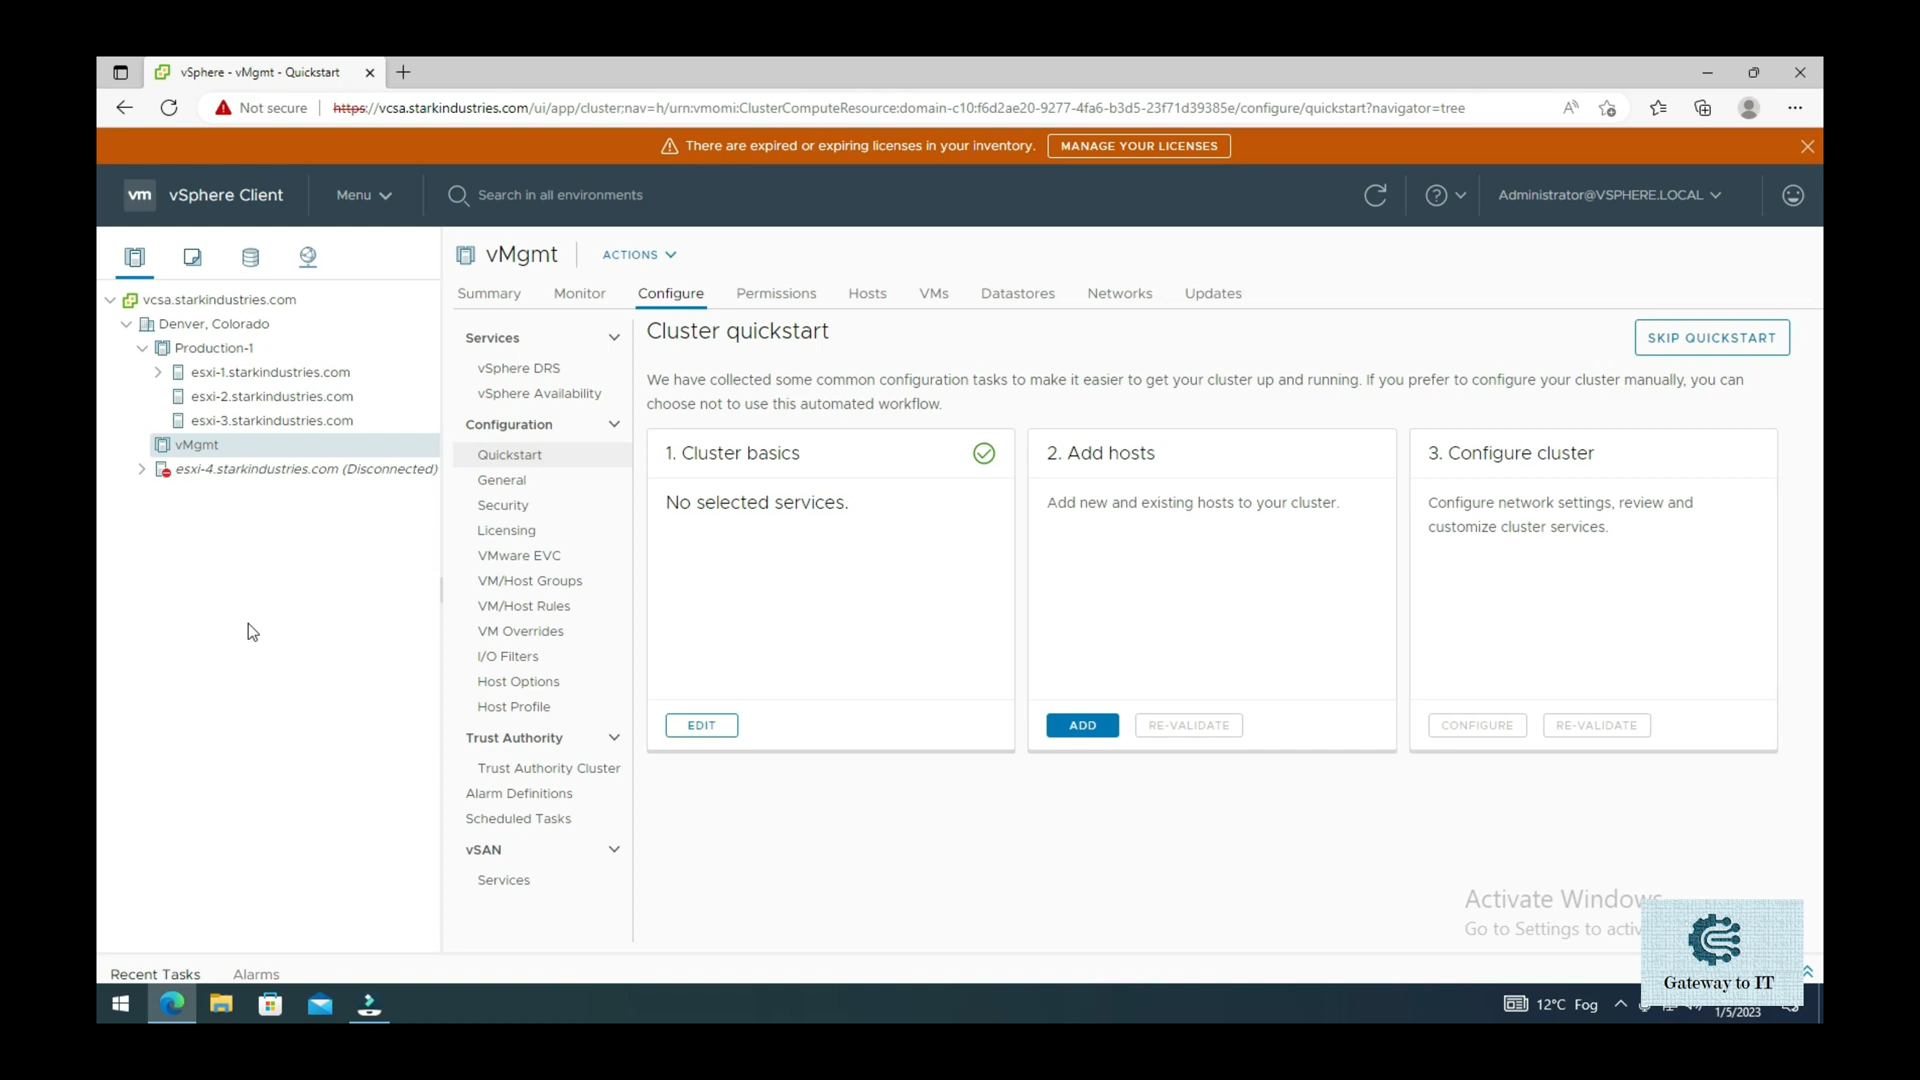 vSphere - vMgmt - Quickstart
Not secure
https://vcsa.starkindustries.com/ui/app/cluster;nav=h/urn:vmomi:ClusterComputeResource:domain-c10:f6d2ae20-9277-4fa6-b3d5-23f71d39385e/configure/quickstart?navigator=tree
There are expired or expiring licenses in your inventory.
MANAGE YOUR LICENSES
vm
vSphere Client
Menu
Search in all environments
Administrator@VSPHERE.LOCAL
vcsa.starkindustries.com
Denver, Colorado
Production-1
esxi-1.starkindustries.com
esxi-2.starkindustries.com
esxi-3.starkindustries.com
vMgmt
esxi-4.starkindustries.com (Disconnected)
vMgmt
ACTIONS
Summary
Monitor
Configure
Permissions
Hosts
VMs
Datastores
Networks
Updates
Services
vSphere DRS
vSphere Availability
Configuration
Quickstart
General
Security
Licensing
VMware EVC
VM/Host Groups
VM/Host Rules
VM Overrides
I/O Filters
Host Options
Host Profile
Trust Authority
Trust Authority Cluster
Alarm Definitions
Scheduled Tasks
vSAN
Services
Cluster quickstart
SKIP QUICKSTART
We have collected some common configuration tasks to make it easier to get your cluster up and running. If you prefer to configure your cluster manually, you can
choose not to use this automated workflow.
1. Cluster basics
No selected services.
EDIT
2. Add hosts
Add new and existing hosts to your cluster.
ADD
RE-VALIDATE
3. Configure cluster
Configure network settings, review and
customize cluster services.
CONFIGURE
RE-VALIDATE
Activate Windows
Go to Settings to activ
Gateway to IT
Recent Tasks
Alarms
12°C Fog
1/5/2023